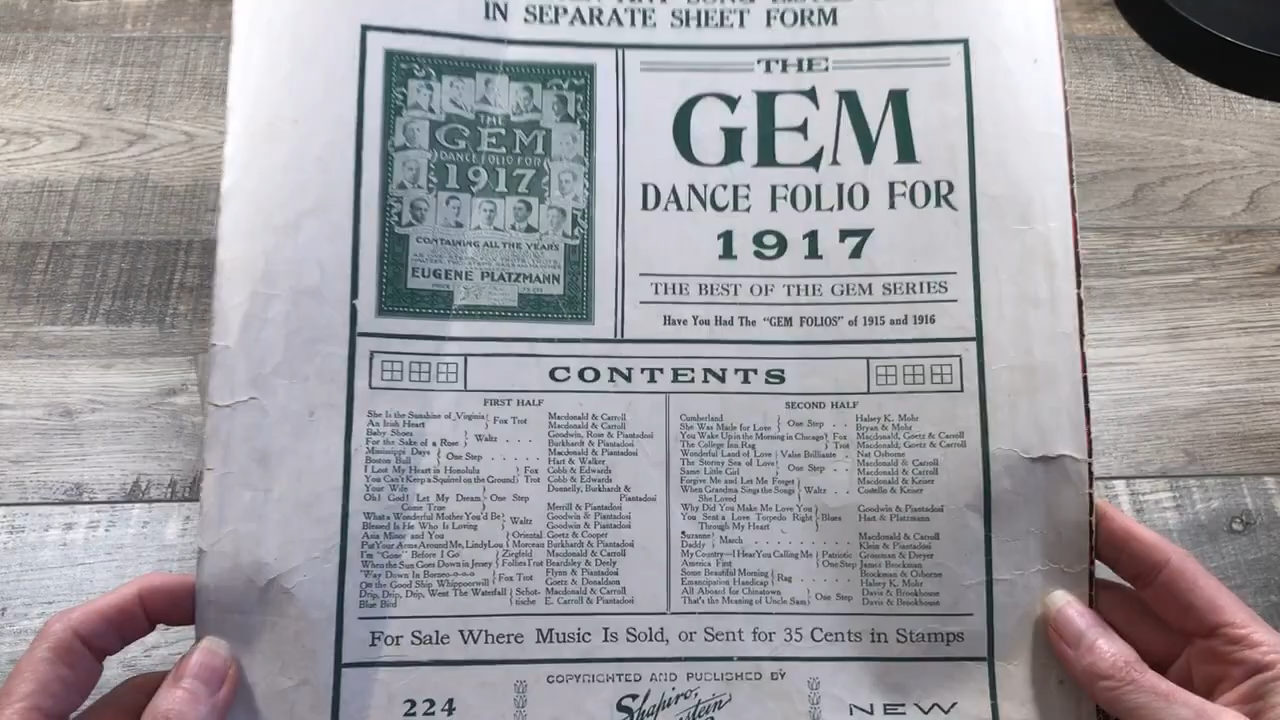 IN SEPARATE SHEET FORM
THE
GEM
DANCE FOLIO FOR
1917
CONTAINING ALL THE YEARS
EUGENE PLATZMANN
THE
GEM
DANCE FOLIO FOR
1917
THE BEST OF THE GEM SERIES
Have You Had The "GEM FOLIOS" of 1915 and 1916
CONTENTS
FIRST HALF
She Is the Sunshine of Virginia Macdonald & Carroll
An Irish Heart Fox Trot Macdonald & Carroll
Baby Shoes Goodwin, Rose & Piantadosi
For the Sake of a Rose Waltz . . . . Burkhardt & Piantadosi
Mississippi Days Macdonald & Piantadosi
Boston Bull One Step . . . . . . Hart & Walker
I Lost My Heart in Honolulu Fox Cobb & Edwards
You Can't Keep a Squirrel on the Ground Trot Cobb & Edwards
Your Wife Burkhardt &
Oh! God! Let My Dream One Step Piantadosi
Come True Merrill & Piantadosi
What a Wonderful Mother You'd Be Goodwin & Piantadosi
Blessed Is He Who Is Loving Waltz Goodwin & Piantadosi
Asia Minor and You Oriental Goetz & Cooper
Put Your Arms Around Me, Lindy Lou Morceau Burkhardt & Piantadosi
I'm "Gone" Before I Go Ziegfeld Macdonald & Carroll
When the Sun Goes Down in Jersey Follies Trot Beardsley & Deely
'Way Down in Borneo-o-o-o Flynn & Piantadosi
On the Good Ship Whippoorwill Fox Trot Goetz & Donaldson
Drip, Drip, Drip, Went The Waterfall Schot- Macdonald & Carroll
Blue Bird tische E. Carroll & Piantadosi
SECOND HALF
Cumberland Halsey K. Mohr
She Was Made for Love One Step . . Bryan & Mohr
You Wake Up in the Morning in Chicago Fox Macdonald, Goetz & Carroll
The College Inn Rag Trot Macdonald, Goetz & Carroll
Wonderful Land of Love Valse Brillante . . Nat Osborne
The Stormy Sea of Love Macdonald & Carroll
Same Little Girl One Step . . . Macdonald & Carroll
Forgive Me and Let Me Forget Macdonald & Keiser
When Grandma Sings the Songs Waltz . . . Costello & Keiser
She Loved
Why Did You Make Me Love You Goodwin & Piantadosi
You Sent a Love Torpedo Right Blues Hart & Platzmann
Through My Heart
Suzanne Macdonald & Carroll
Daddy March . . . . . . . . . . . . Klein & Piantadosi
My Country—I Hear You Calling Me Patriotic Grossman & Dreyer
America First One Step James Brockman
Some Beautiful Morning Brockman & Osborne
Emancipation Handicap Rag . . . . . . Halsey K. Mohr
All Aboard for Chinatown Davis & Brookhouse
That's the Meaning of Uncle Sam One Step . . . Davis & Brookhouse
For Sale Where Music Is Sold, or Sent for 35 Cents in Stamps
COPYRIGHTED AND PUBLISHED BY
224 Shapiro, NEW